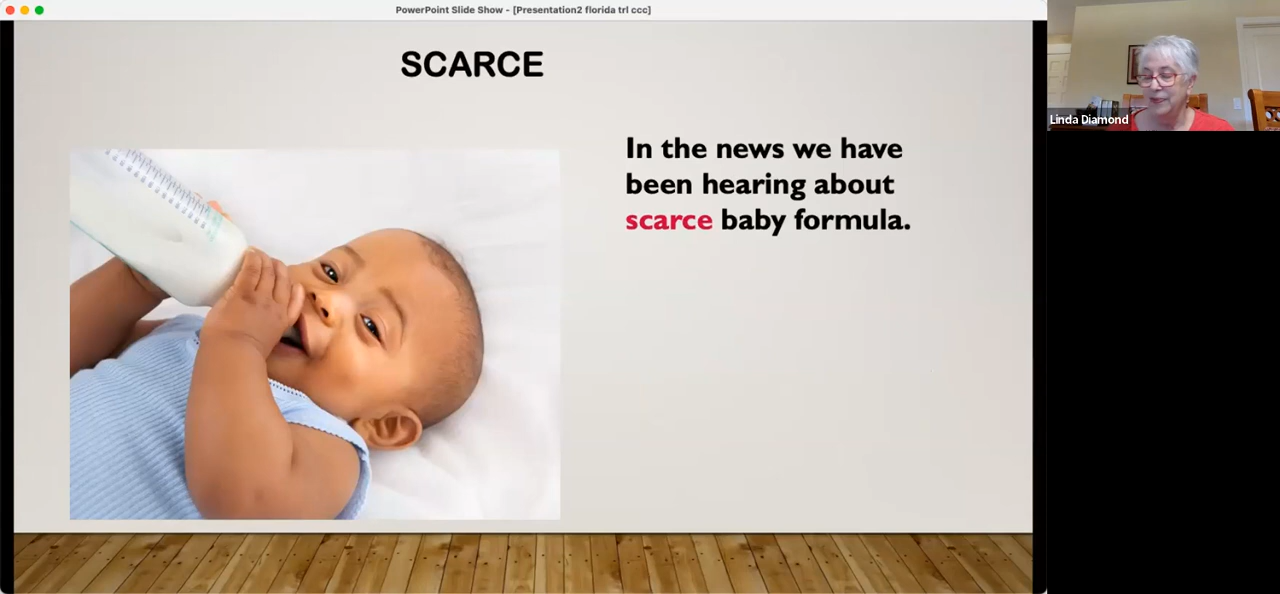 PowerPoint Slide Show - [Presentation2 florida trl ccc]
SCARCE
In the news we have
been hearing about
scarce baby formula.
Linda Diamond